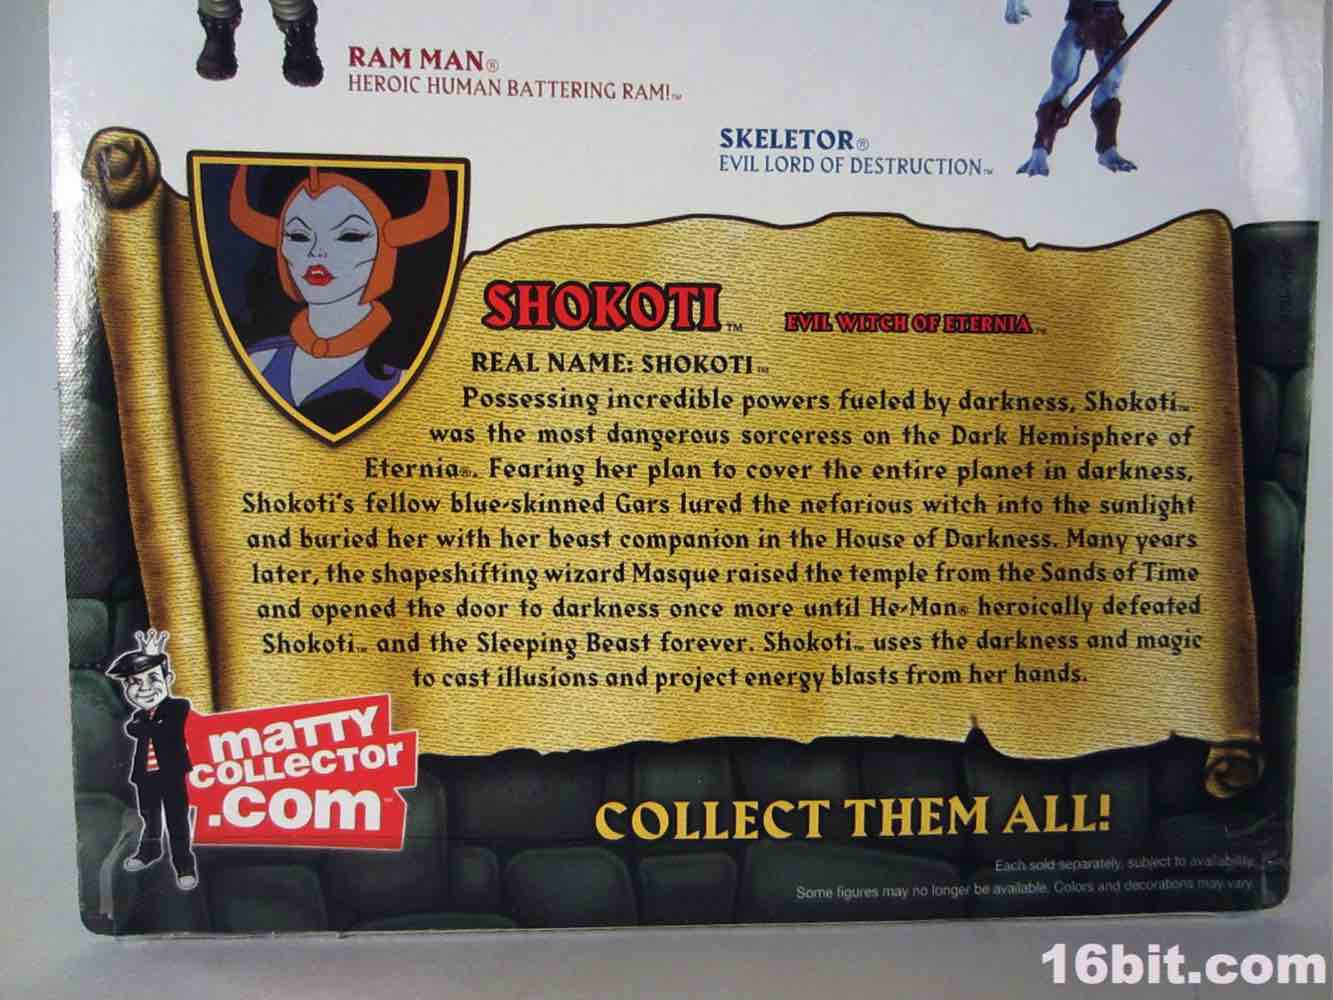 RAM MAN®
HEROIC HUMAN BATTERING RAM!™
SKELETOR®
EVIL LORD OF DESTRUCTION™
SHOKOTI™ EVIL WITCH OF ETERNIA™
REAL NAME: SHOKOTI™
Possessing incredible powers fueled by darkness, Shokoti™
was the most dangerous sorceress on the Dark Hemisphere of
Eternia®. Fearing her plan to cover the entire planet in darkness,
Shokoti's fellow blue-skinned Gars lured the nefarious witch into the sunlight
and buried her with her beast companion in the House of Darkness. Many years
later, the shapeshifting wizard Masque raised the temple from the Sands of Time
and opened the door to darkness once more until He-Man® heroically defeated
Shokoti™ and the Sleeping Beast forever. Shokoti™ uses the darkness and magic
to cast illusions and project energy blasts from her hands.
maTTY
COLLeCTOr
.com™
COLLECT THEM ALL!
Each sold separately, subject to availability.
Some figures may no longer be available. Colors and decorations may vary.
16bit.com